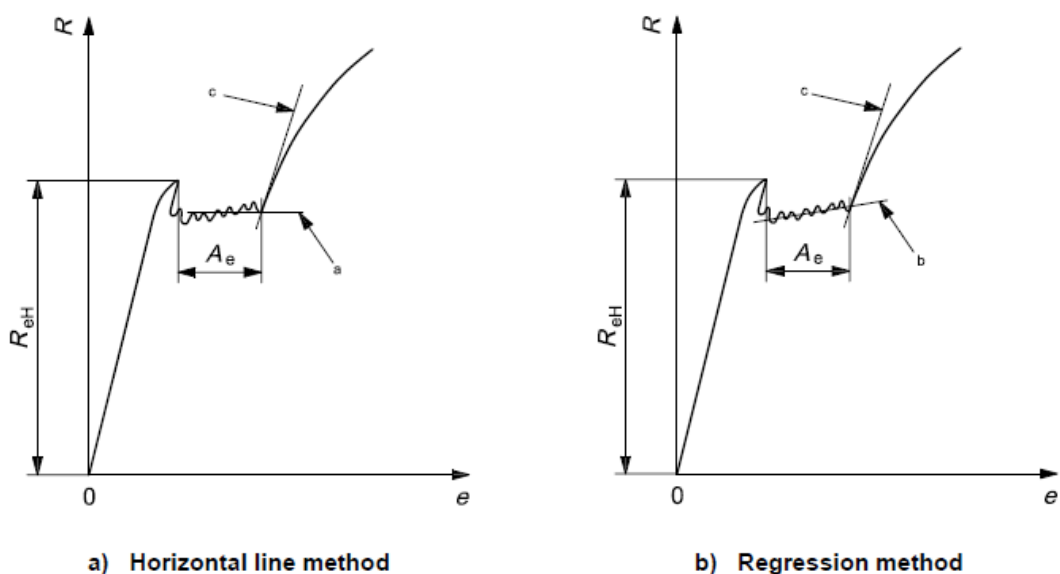 R
c
A_e
a
R_eH
0
e
a) Horizontal line method
R
c
A_e
b
R_eH
0
e
b) Regression method